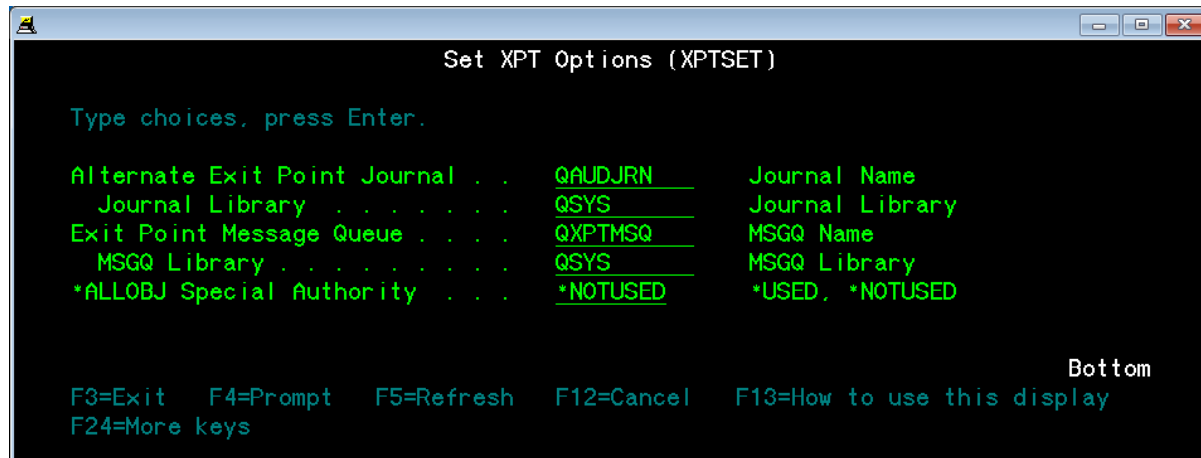 Set XPT Options (XPTSET)
Type choices, press Enter.
Alternate Exit Point Journal . . QAUDJRN Journal Name
Journal Library . . . . . . . QSYS Journal Library
Exit Point Message Queue . . . . QXPTMSQ MSGQ Name
MSGQ Library . . . . . . . . . QSYS MSGQ Library
*ALLOBJ Special Authority . . . *NOTUSED *USED, *NOTUSED
Bottom
F3=Exit F4=Prompt F5=Refresh F12=Cancel F13=How to use this display
F24=More keys